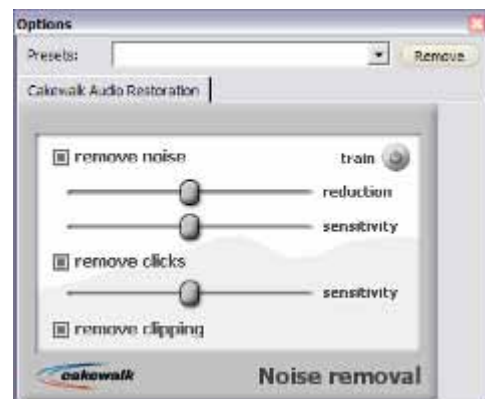 Options
Presets:
Remove
Cakewalk Audio Restoration
remove noise
train
reduction
sensitivity
remove clicks
sensitivity
remove clipping
cakewalk
Noise removal